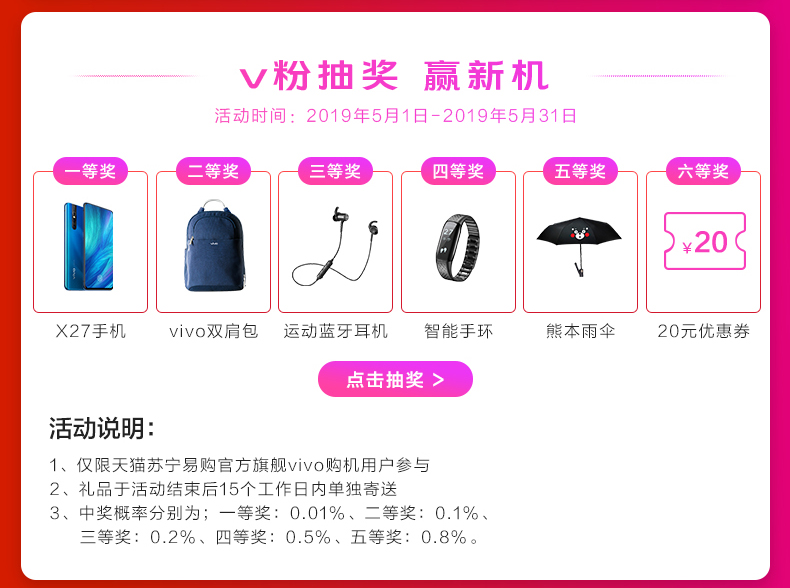 v粉抽奖 赢新机
活动时间：2019年5月1日-2019年5月31日
一等奖 二等奖 三等奖 四等奖 五等奖 六等奖
¥20
X27手机 vivo双肩包 运动蓝牙耳机 智能手环 熊本雨伞 20元优惠券
点击抽奖 >
活动说明：
1、仅限天猫苏宁易购官方旗舰vivo购机用户参与
2、礼品于活动结束后15个工作日内单独寄送
3、中奖概率分别为；一等奖：0.01%、二等奖：0.1%、
三等奖：0.2%、四等奖：0.5%、五等奖：0.8%。